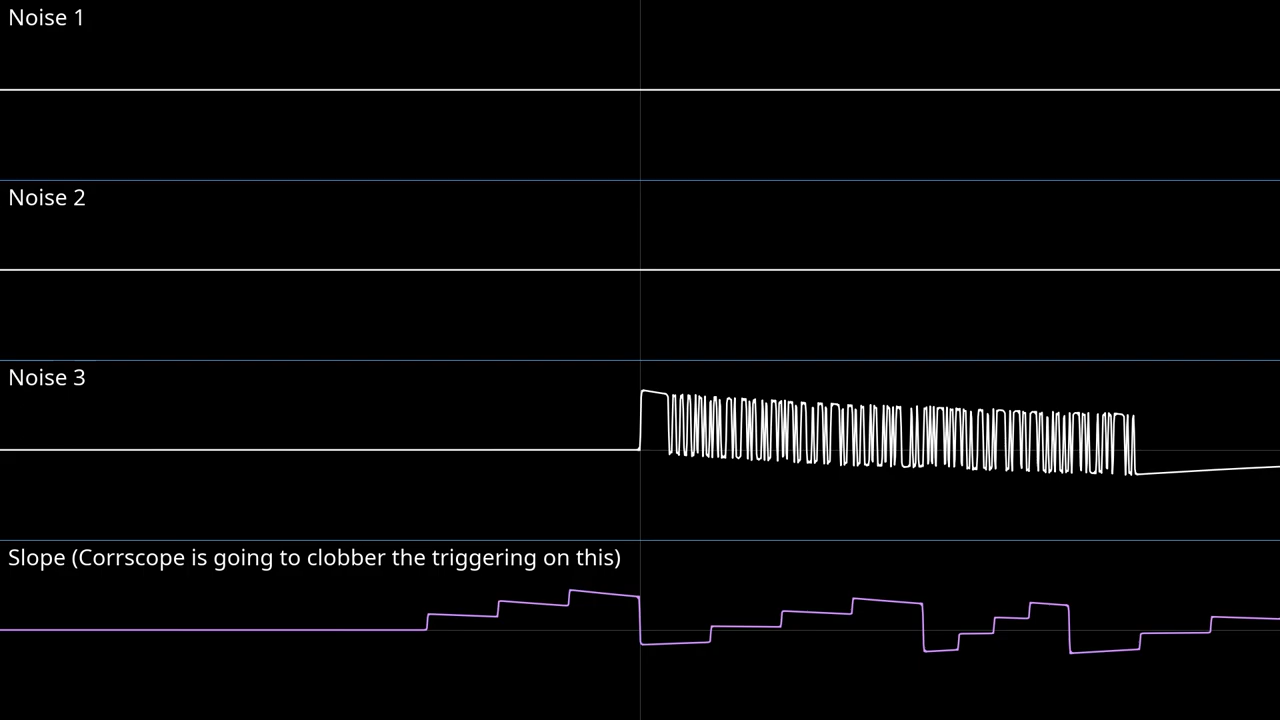 Noise 1
Noise 2
Noise 3
Slope (Corrscope is going to clobber the triggering on this)